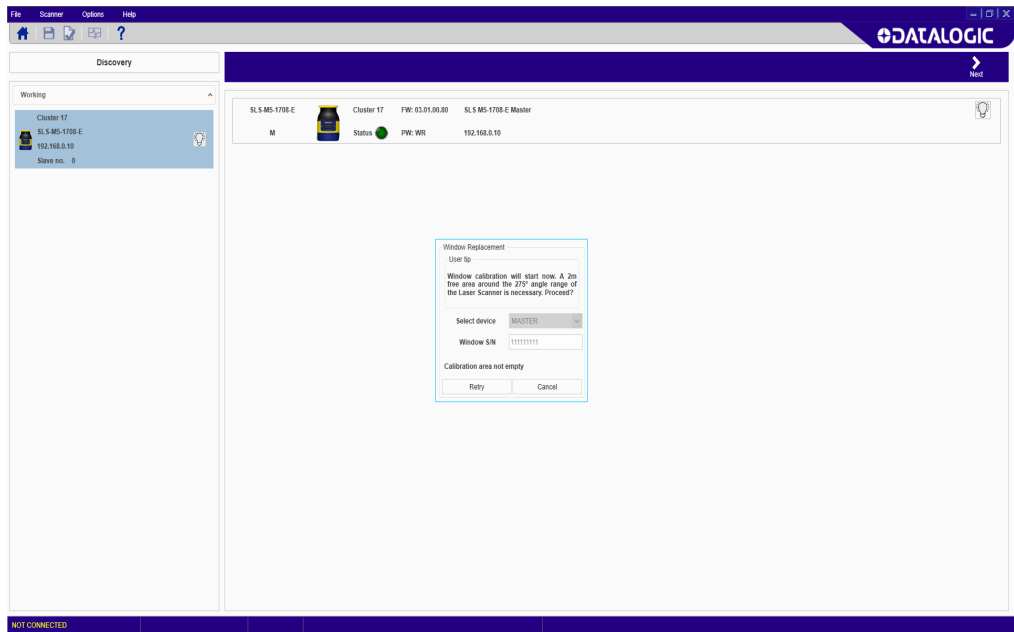 File Scanner Options Help
?
DATALOGIC
Discovery
Next
Working
Cluster 17
SLS-M5-1708-E
192.168.0.10
Slave no. 0
SLS-M5-1708-E Cluster 17 FW: 03.01.00.80 SLS M5-1708-E Master
M Status PW: WR 192.168.0.10
Window Replacement
User tip
Window calibration will start now. A 2m
free area around the 275° angle range of
the Laser Scanner is necessary. Proceed?
Select device MASTER
Window S/N 111111111
Calibration area not empty
Retry Cancel
NOT CONNECTED